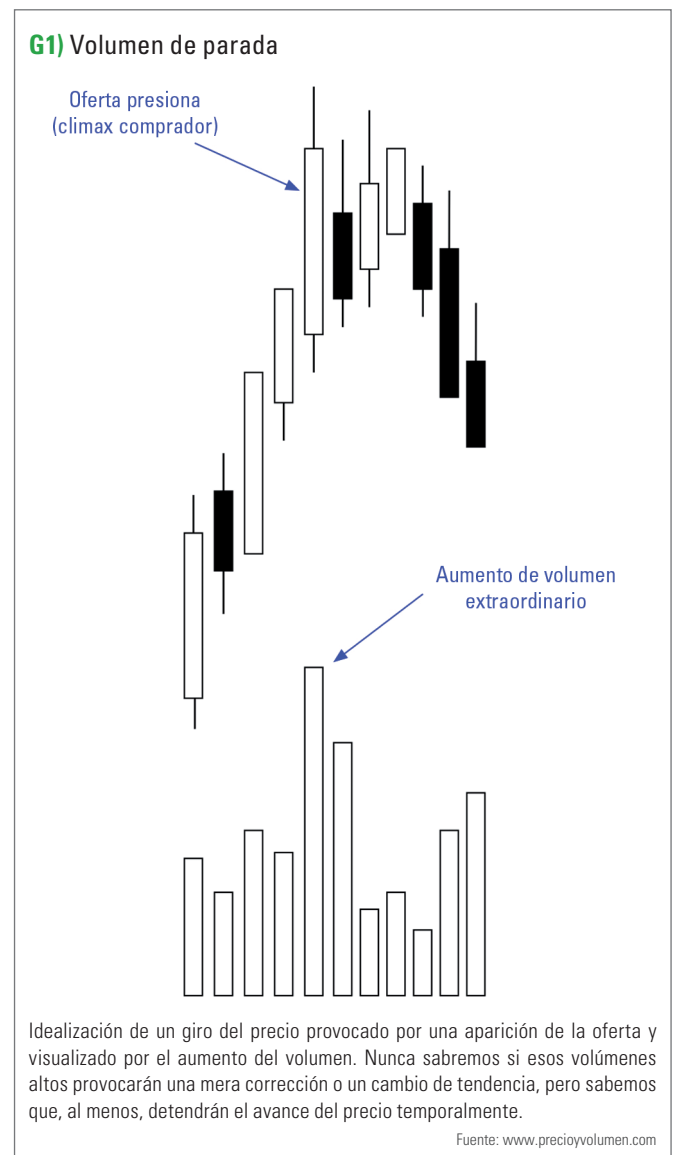 G1) Volumen de parada
Oferta presiona
(climax comprador)
Aumento de volumen
extraordinario
Idealización de un giro del precio provocado por una aparición de la oferta y
visualizado por el aumento del volumen. Nunca sabremos si esos volúmenes
altos provocarán una mera corrección o un cambio de tendencia, pero sabemos
que, al menos, detendrán el avance del precio temporalmente.
Fuente: www.precioyvolumen.com